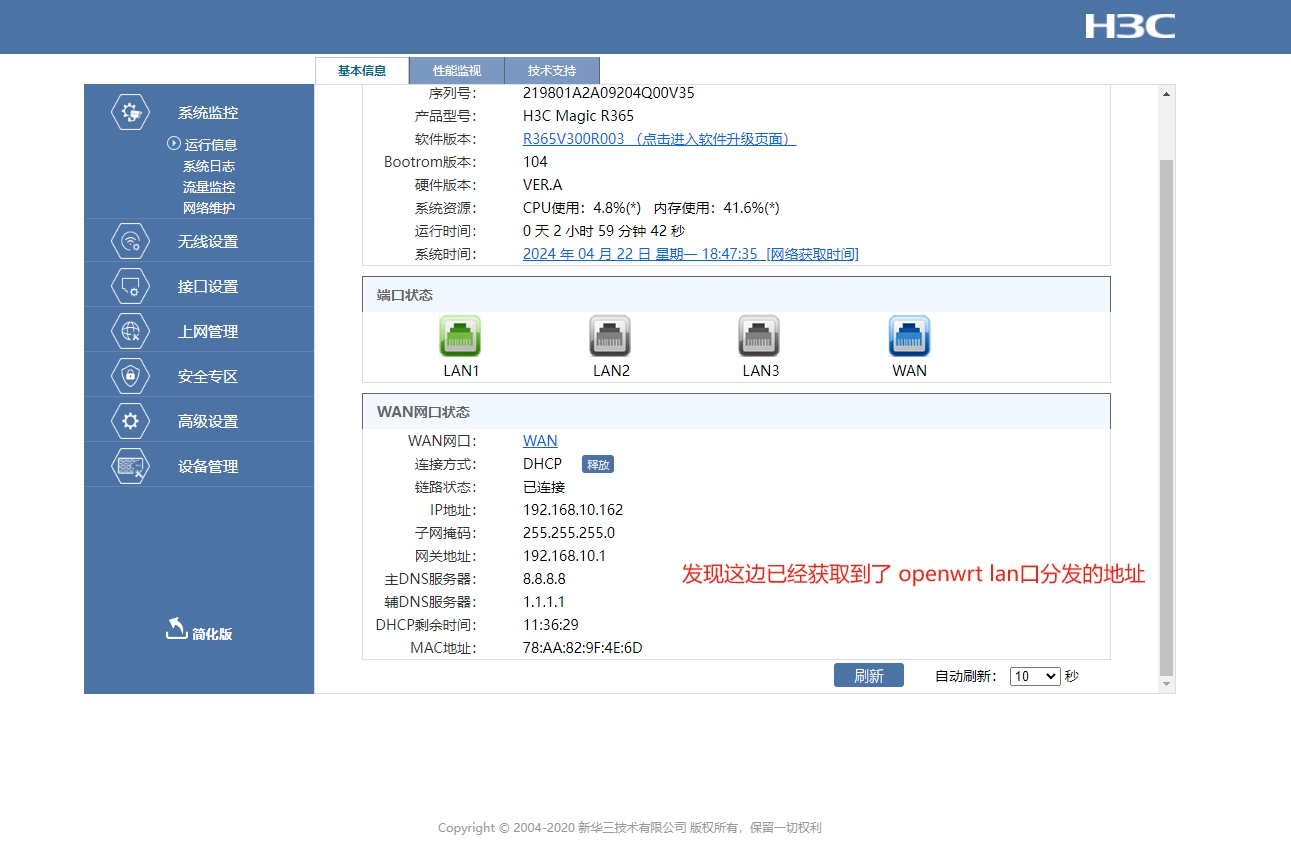 H3C
基本信息 性能监视 技术支持
系统监控
运行信息
系统日志
流量监控
网络维护
无线设置
接口设置
上网管理
安全专区
高级设置
设备管理
简化版
序列号: 219801A2A09204Q00V35
产品型号: H3C Magic R365
软件版本: R365V300R003 （点击进入软件升级页面）
Bootrom版本: 104
硬件版本: VER.A
系统资源: CPU使用：4.8%(*) 内存使用：41.6%(*)
运行时间: 0 天 2 小时 59 分钟 42 秒
系统时间: 2024 年 04 月 22 日 星期一 18:47:35 [网络获取时间]
端口状态
LAN1 LAN2 LAN3 WAN
WAN网口状态
WAN网口: WAN
连接方式: DHCP 释放
链路状态: 已连接
IP地址: 192.168.10.162
子网掩码: 255.255.255.0
网关地址: 192.168.10.1
主DNS服务器: 8.8.8.8
辅DNS服务器: 1.1.1.1
DHCP剩余时间: 11:36:29
MAC地址: 78:AA:82:9F:4E:6D
发现这边已经获取到了 openwrt lan口分发的地址
刷新 自动刷新： 10 秒
Copyright © 2004-2020 新华三技术有限公司 版权所有，保留一切权利